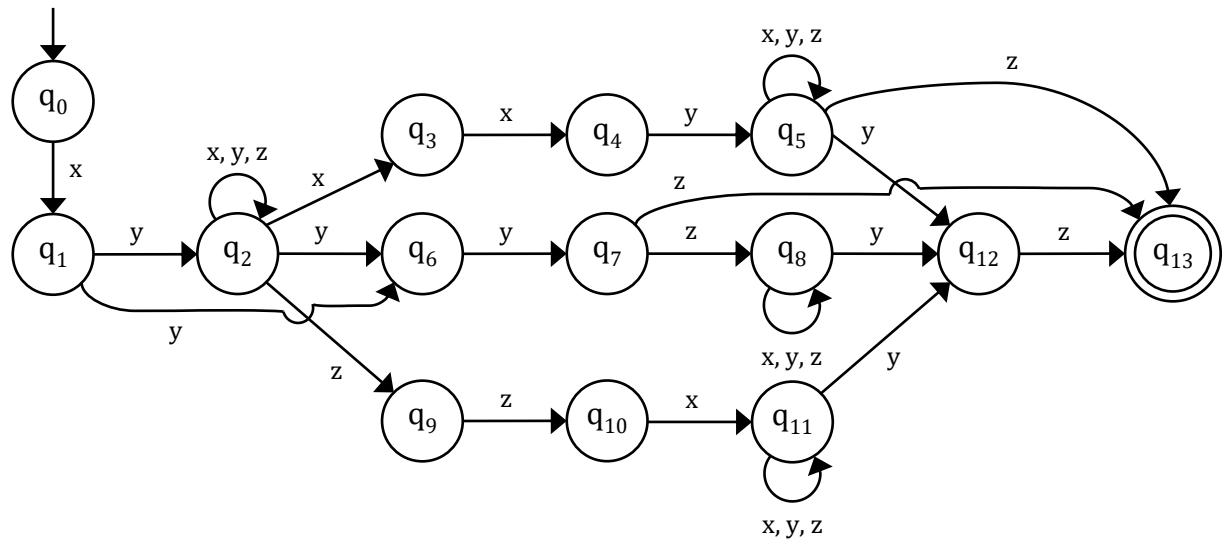 x, y, z
z
q₀
q₃
x
q₄
y
q₅
y
x
x, y, z
x
z
q₁
y
q₂
y
q₆
y
q₇
z
q₈
y
q₁₂
z
q₁₃
y
z
x, y, z
y
q₉
z
q₁₀
x
q₁₁
x, y, z